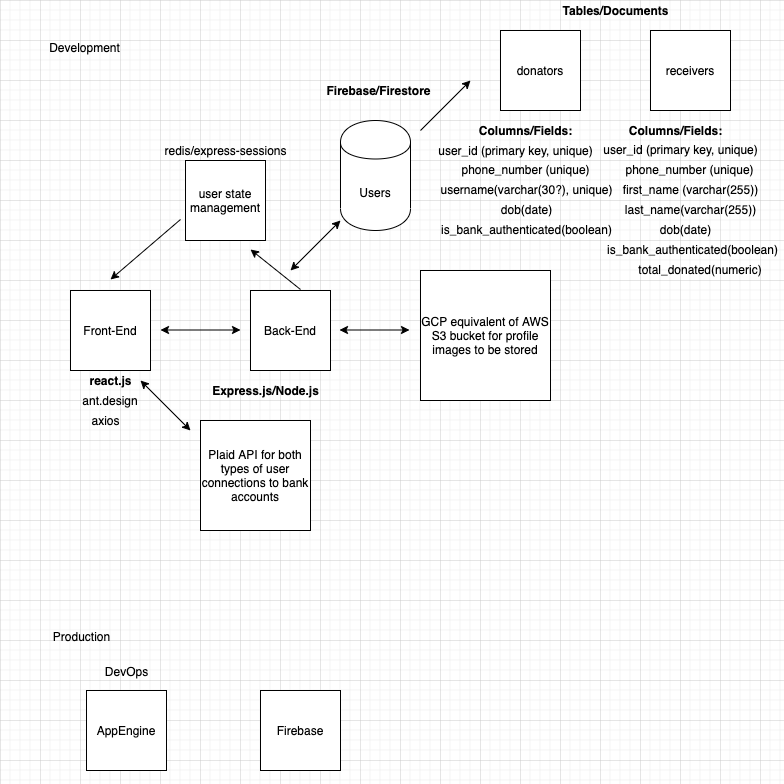 Tables/Documents
Development
donators
receivers
Firebase/Firestore
Columns/Fields:
user_id (primary key, unique)
phone_number (unique)
username(varchar(30?), unique)
dob(date)
is_bank_authenticated(boolean)
Columns/Fields:
user_id (primary key, unique)
phone_number (unique)
first_name (varchar(255))
last_name(varchar(255))
dob(date)
is_bank_authenticated(boolean)
total_donated(numeric)
redis/express-sessions
user state
management
Users
Front-End
Back-End
GCP equivalent of AWS
S3 bucket for profile
images to be stored
react.js
ant.design
axios
Express.js/Node.js
Plaid API for both
types of user
connections to bank
accounts
Production
DevOps
AppEngine
Firebase